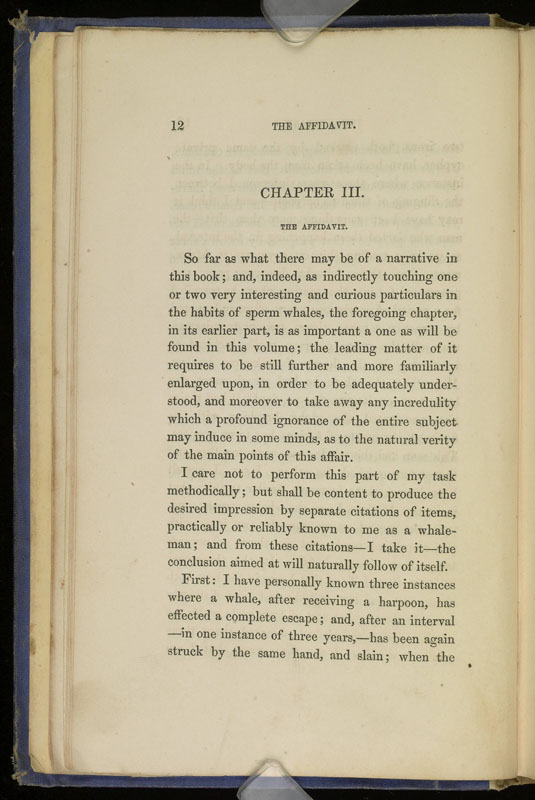 12 THE AFFIDAVIT.
CHAPTER III.
THE AFFIDAVIT.
So far as what there may be of a narrative in
this book; and, indeed, as indirectly touching one
or two very interesting and curious particulars in
the habits of sperm whales, the foregoing chapter,
in its earlier part, is as important a one as will be
found in this volume; the leading matter of it
requires to be still further and more familiarly
enlarged upon, in order to be adequately under-
stood, and moreover to take away any incredulity
which a profound ignorance of the entire subject
may induce in some minds, as to the natural verity
of the main points of this affair.
I care not to perform this part of my task
methodically; but shall be content to produce the
desired impression by separate citations of items,
practically or reliably known to me as a whale-
man; and from these citations—I take it—the
conclusion aimed at will naturally follow of itself.
First: I have personally known three instances
where a whale, after receiving a harpoon, has
effected a complete escape; and, after an interval
—in one instance of three years,—has been again
struck by the same hand, and slain; when the